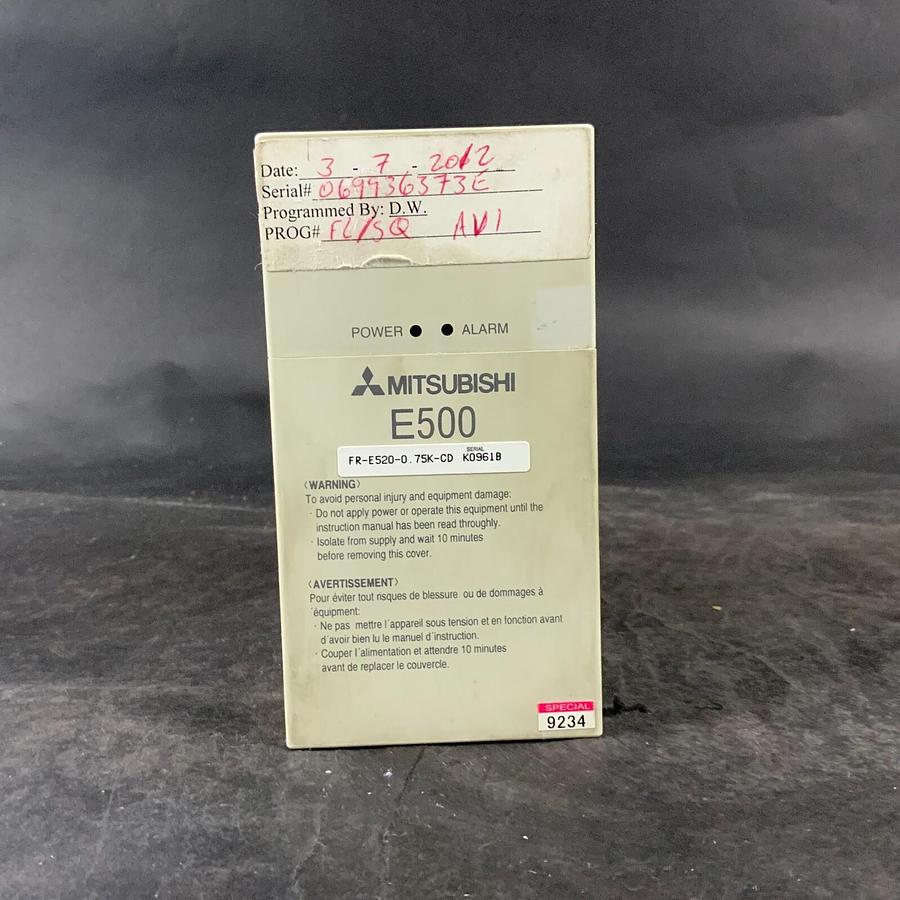 Date: 3 - 7 - 2012
Serial# 069936373E
Programmed By: D.W.
PROG# FL/SQ AV1
POWER ALARM
MITSUBISHI
E500
SERIAL
FR-E520-0.75K-CD K0961B
〈WARNING〉
To avoid personal injury and equipment damage:
· Do not apply power or operate this equipment until the
instruction manual has been read throughly.
· Isolate from supply and wait 10 minutes
before removing this cover.
〈AVERTISSEMENT〉
Pour éviter tout risques de blessure ou de dommages à
´équipment:
· Ne pas mettre l´appareil sous tension et en fonction avant
d´avoir bien lu le manuel d´instruction.
· Couper l´alimentation et attendre 10 minutes
avant de replacer le couvercle.
SPECIAL
9234